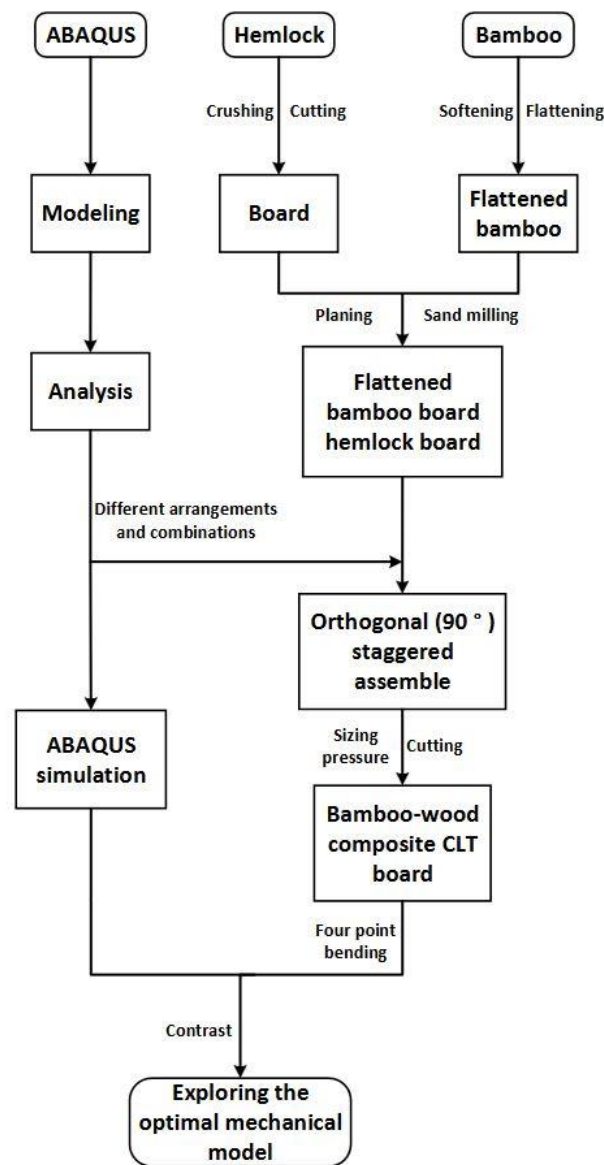 ABAQUS
Hemlock
Bamboo
Crushing
Cutting
Softening
Flattening
Modeling
Board
Flattened
bamboo
Planing
Sand milling
Analysis
Flattened
bamboo board
hemlock board
Different arrangements
and combinations
Orthogonal (90 ° )
staggered
assemble
ABAQUS
simulation
Sizing
pressure
Cutting
Bamboo-wood
composite CLT
board
Four point
bending
Contrast
Exploring the
optimal mechanical
model